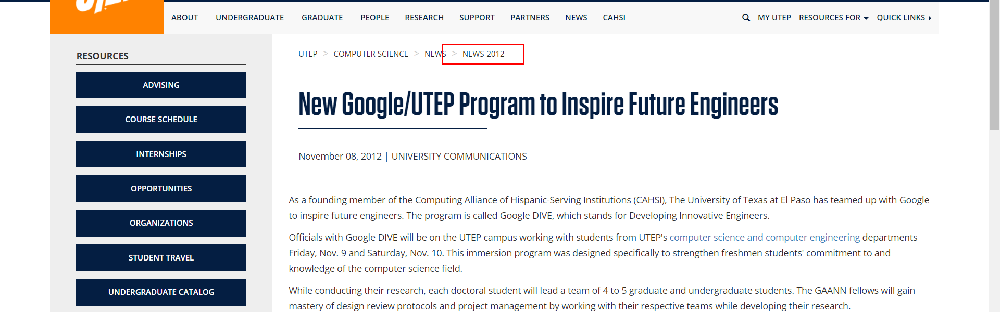 ABOUT UNDERGRADUATE GRADUATE PEOPLE RESEARCH SUPPORT PARTNERS NEWS CAHSI MY UTEP RESOURCES FOR QUICK LINKS
RESOURCES
ADVISING
COURSE SCHEDULE
INTERNSHIPS
OPPORTUNITIES
ORGANIZATIONS
STUDENT TRAVEL
UNDERGRADUATE CATALOG
UTEP > COMPUTER SCIENCE > NEWS > NEWS-2012
New Google/UTEP Program to Inspire Future Engineers
November 08, 2012 | UNIVERSITY COMMUNICATIONS
As a founding member of the Computing Alliance of Hispanic-Serving Institutions (CAHSI), The University of Texas at El Paso has teamed up with Google
to inspire future engineers. The program is called Google DIVE, which stands for Developing Innovative Engineers.
Officials with Google DIVE will be on the UTEP campus working with students from UTEP's computer science and computer engineering departments
Friday, Nov. 9 and Saturday, Nov. 10. This immersion program was designed specifically to strengthen freshmen students' commitment to and
knowledge of the computer science field.
While conducting their research, each doctoral student will lead a team of 4 to 5 graduate and undergraduate students. The GAANN fellows will gain
mastery of design review protocols and project management by working with their respective teams while developing their research.